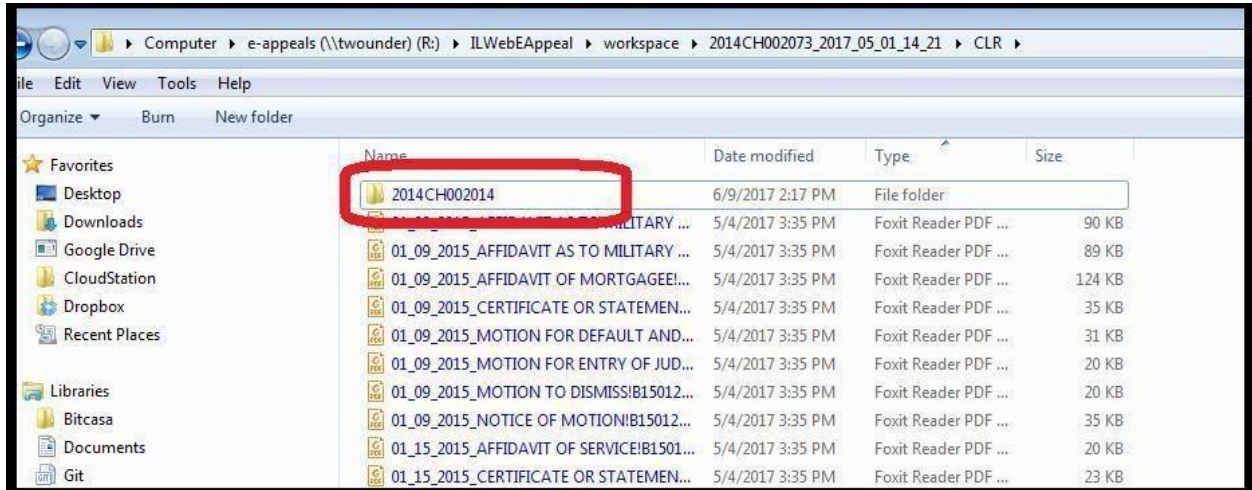 Computer ▸ e-appeals (\\twounder) (R:) ▸ ILWebEAppeal ▸ workspace ▸ 2014CH002073_2017_05_01_14_21 ▸ CLR ▸
ile Edit View Tools Help
Organize ▾ Burn New folder
Favorites
Desktop
Downloads
Google Drive
CloudStation
Dropbox
Recent Places
Libraries
Bitcasa
Documents
Git
Name Date modified Type Size
2014CH002014 6/9/2017 2:17 PM File folder
MILITARY ... 5/4/2017 3:35 PM Foxit Reader PDF ... 90 KB
01_09_2015_AFFIDAVIT AS TO MILITARY ... 5/4/2017 3:35 PM Foxit Reader PDF ... 89 KB
01_09_2015_AFFIDAVIT OF MORTGAGEE!... 5/4/2017 3:35 PM Foxit Reader PDF ... 124 KB
01_09_2015_CERTIFICATE OR STATEMEN... 5/4/2017 3:35 PM Foxit Reader PDF ... 35 KB
01_09_2015_MOTION FOR DEFAULT AND... 5/4/2017 3:35 PM Foxit Reader PDF ... 31 KB
01_09_2015_MOTION FOR ENTRY OF JUD... 5/4/2017 3:35 PM Foxit Reader PDF ... 20 KB
01_09_2015_MOTION TO DISMISS!B15012... 5/4/2017 3:35 PM Foxit Reader PDF ... 20 KB
01_09_2015_NOTICE OF MOTION!B15012... 5/4/2017 3:35 PM Foxit Reader PDF ... 35 KB
01_15_2015_AFFIDAVIT OF SERVICE!B1501... 5/4/2017 3:35 PM Foxit Reader PDF ... 20 KB
01_15_2015_CERTIFICATE OR STATEMEN... 5/4/2017 3:35 PM Foxit Reader PDF ... 23 KB